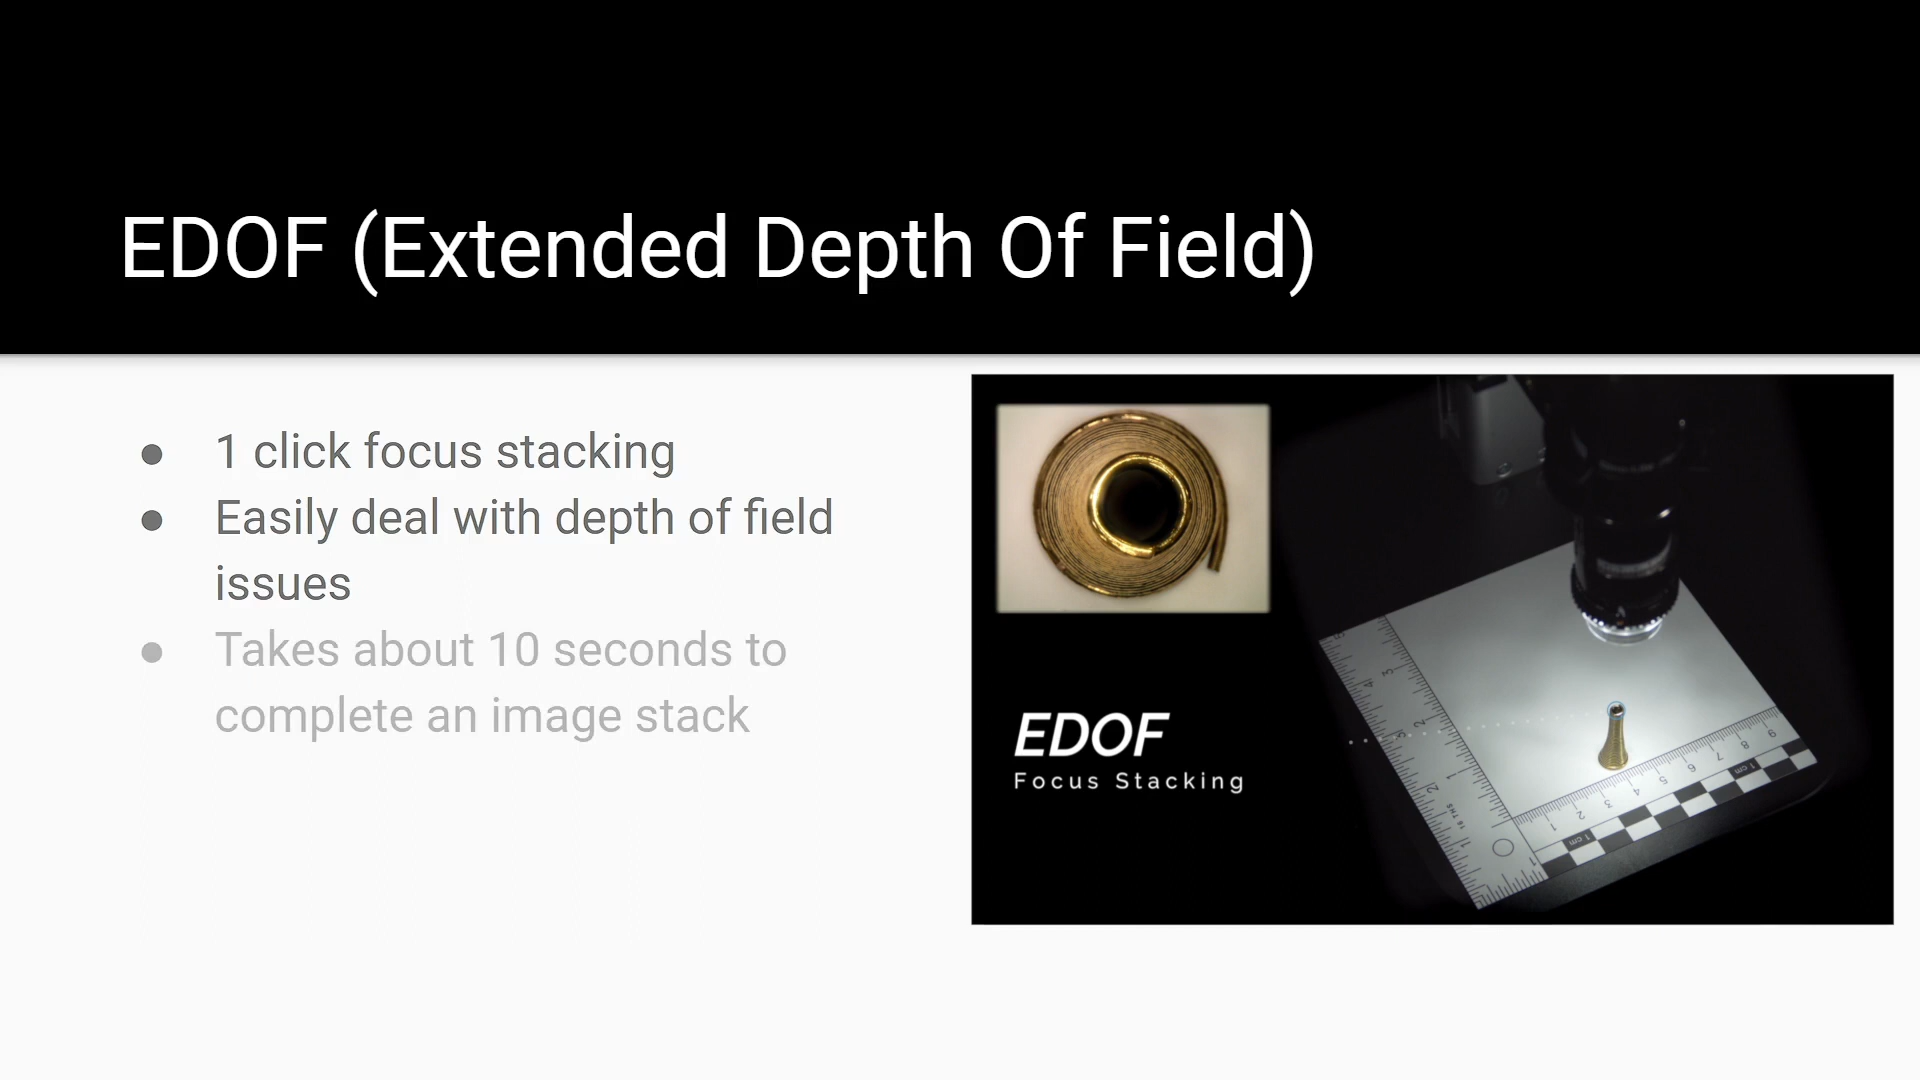 EDOF (Extended Depth Of Field)
● 1 click focus stacking
● Easily deal with depth of field
issues
● Takes about 10 seconds to
complete an image stack
EDOF
Focus Stacking